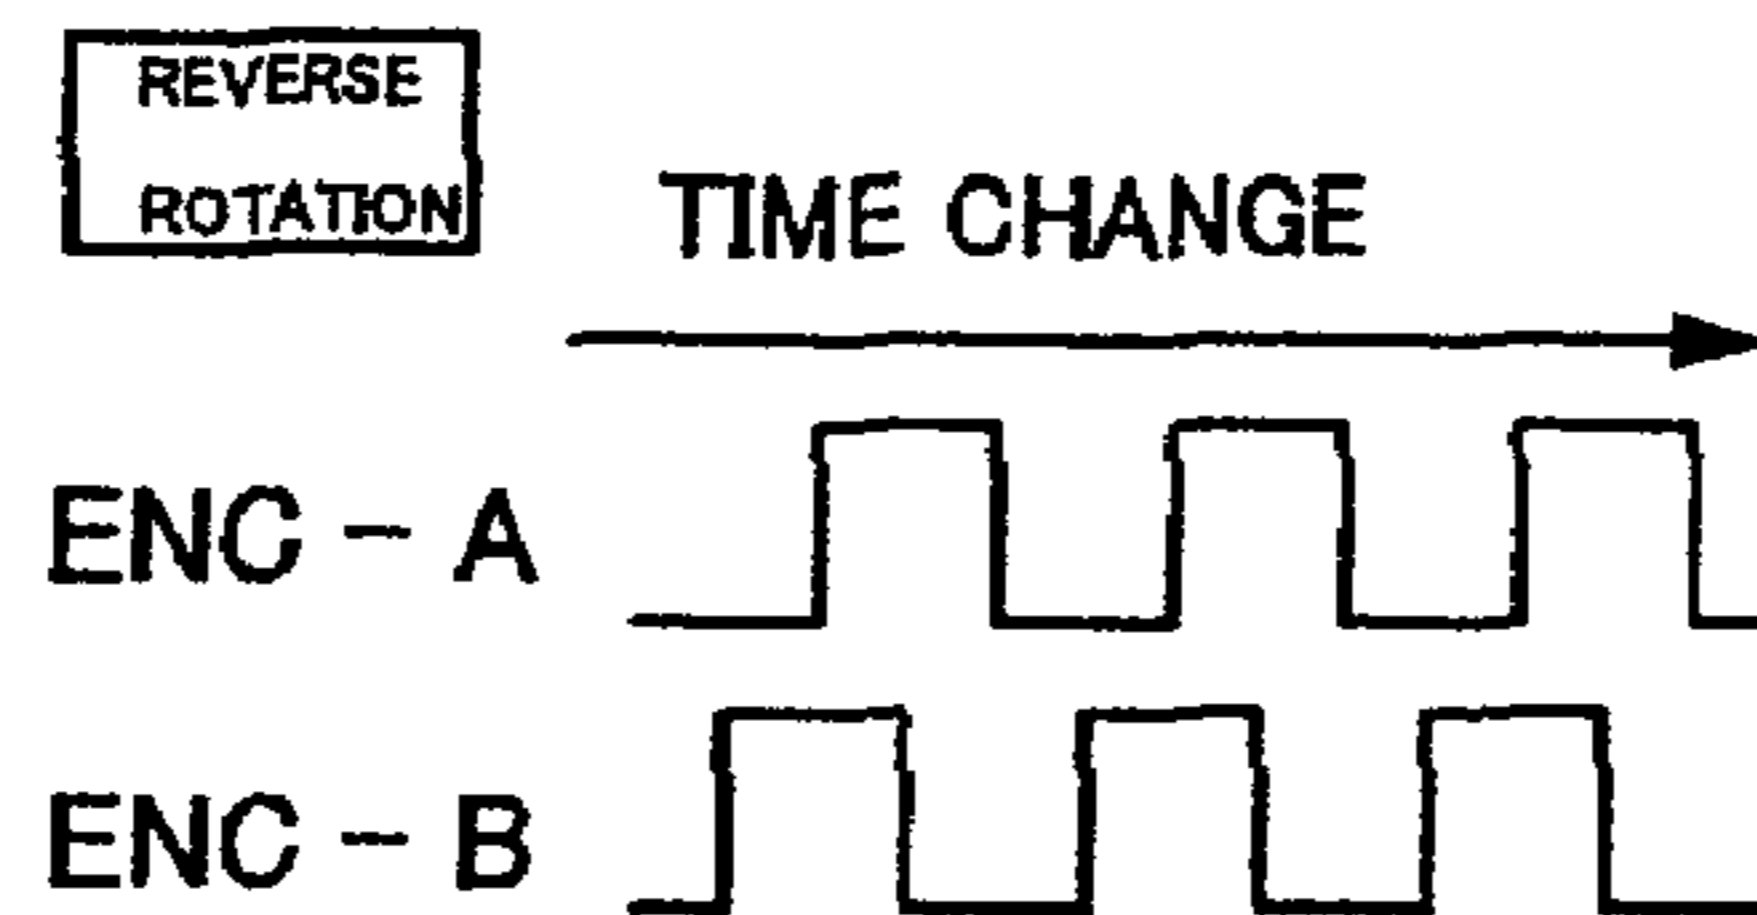 REVERSE
ROTATION
TIME CHANGE
ENC - A
ENC - B